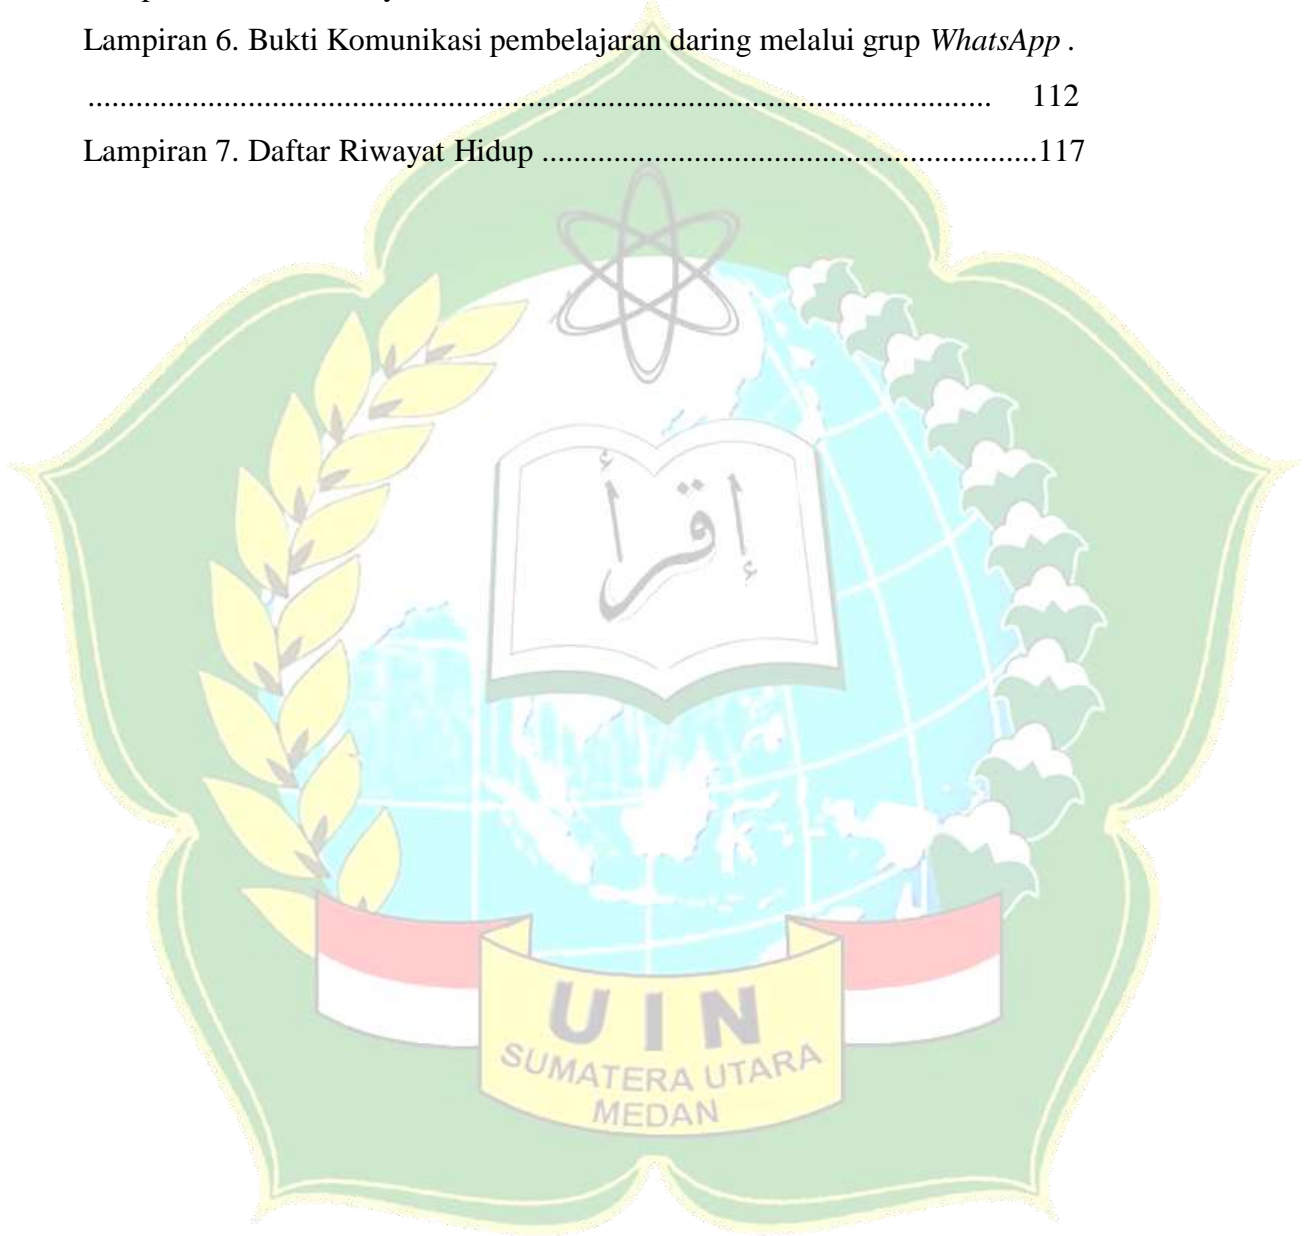 Lampiran 6. Bukti Komunikasi pembelajaran daring melalui grup WhatsApp .
................................................................................................................. 112
Lampiran 7. Daftar Riwayat Hidup ..............................................................117
إقرأ
UIN
SUMATERA UTARA
MEDAN